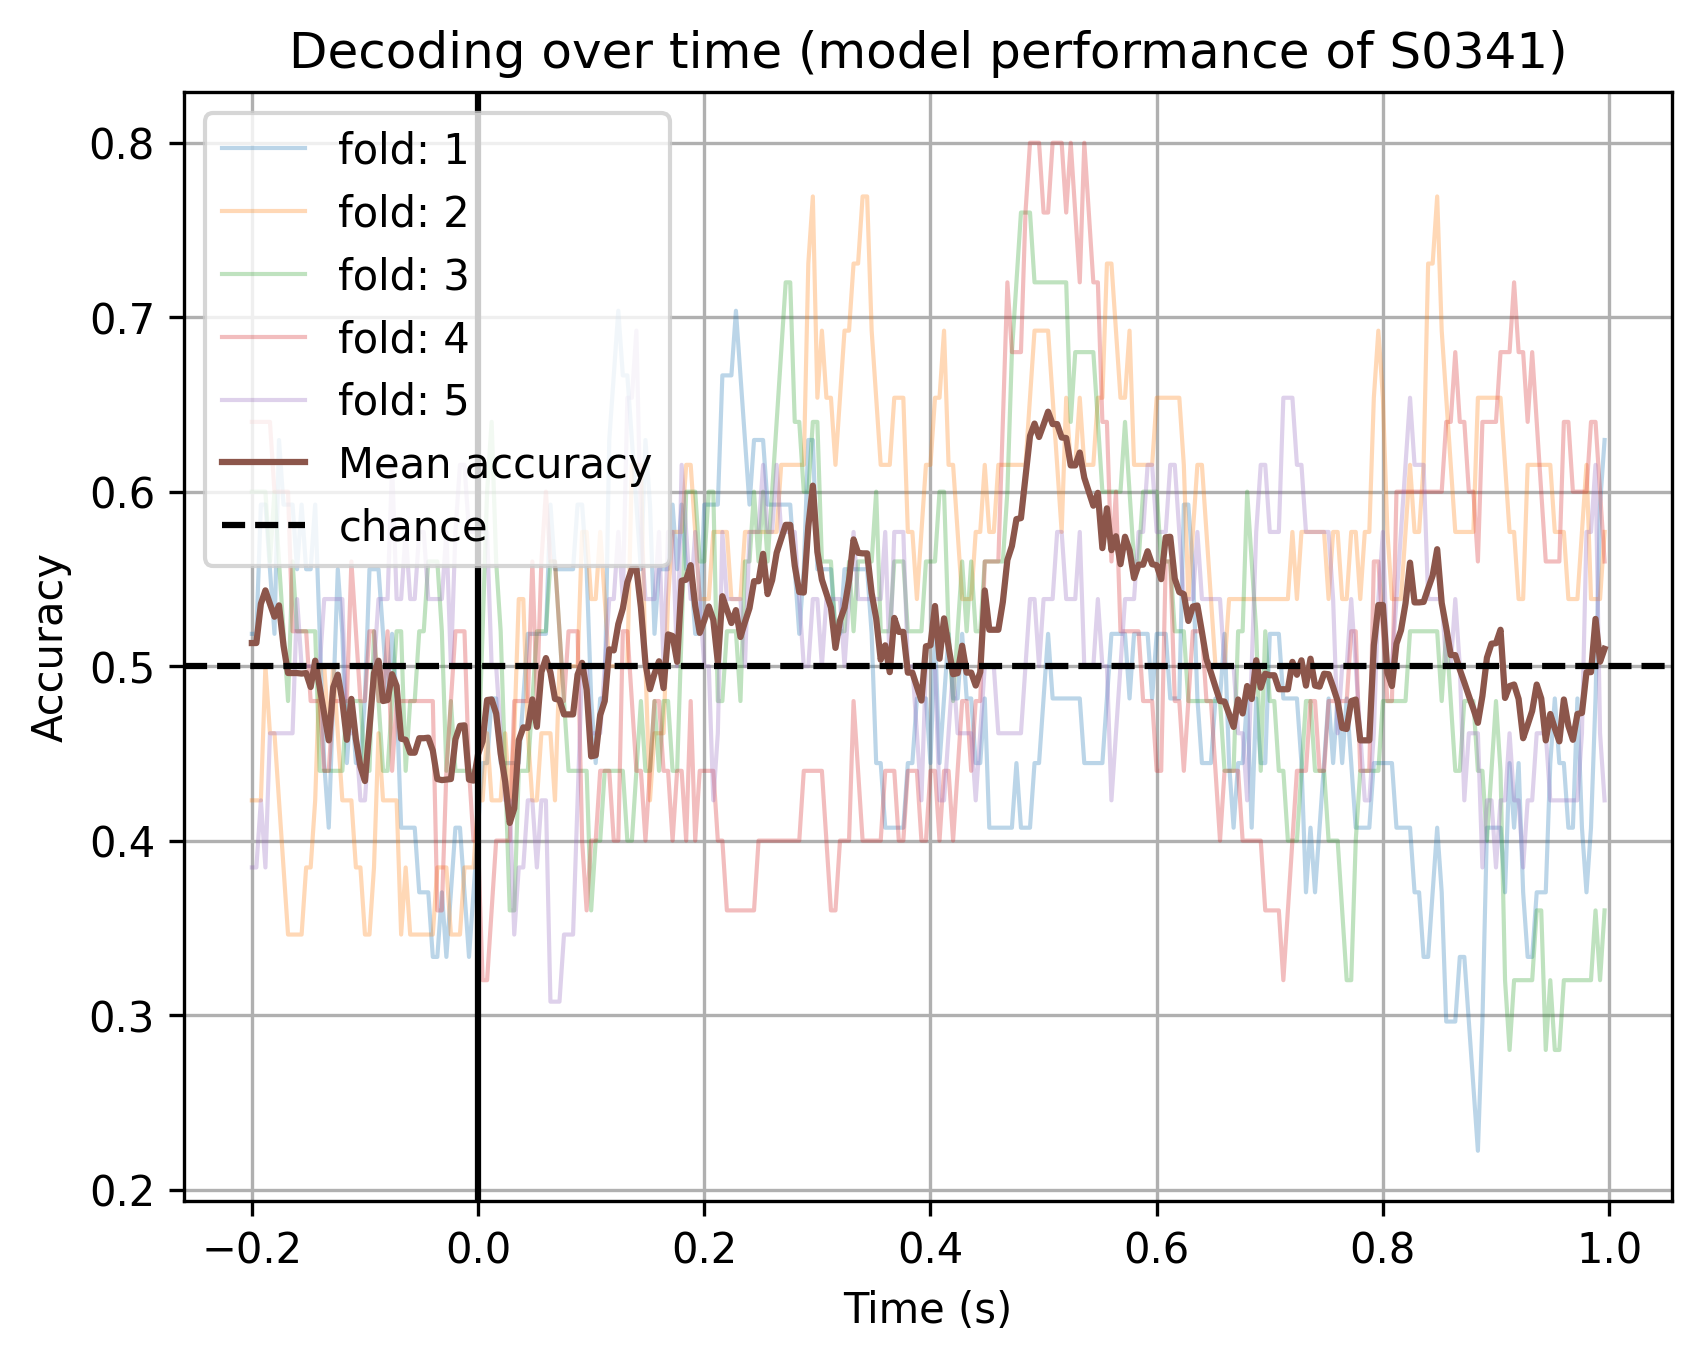 Decoding over time (model performance of S0341)
fold: 1
fold: 2
fold: 3
fold: 4
fold: 5
Mean accuracy
chance
Accuracy
0.8
0.7
0.6
0.5
0.4
0.3
0.2
−0.2 0.0 0.2 0.4 0.6 0.8 1.0
Time (s)